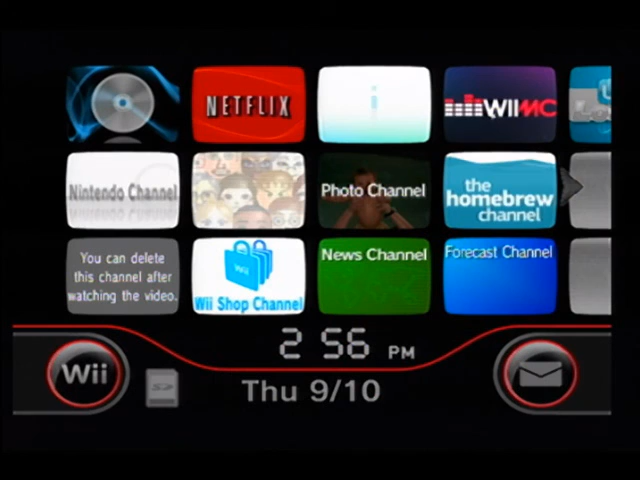 NETFLIX
i
WIIMC
Nintendo Channel
Photo Channel
the
homebrew
channel
You can delete
this channel after
watching the video.
Wii
Wii Shop Channel
News Channel
Forecast Channel
2 56 PM
Wii
SD
Thu 9/10